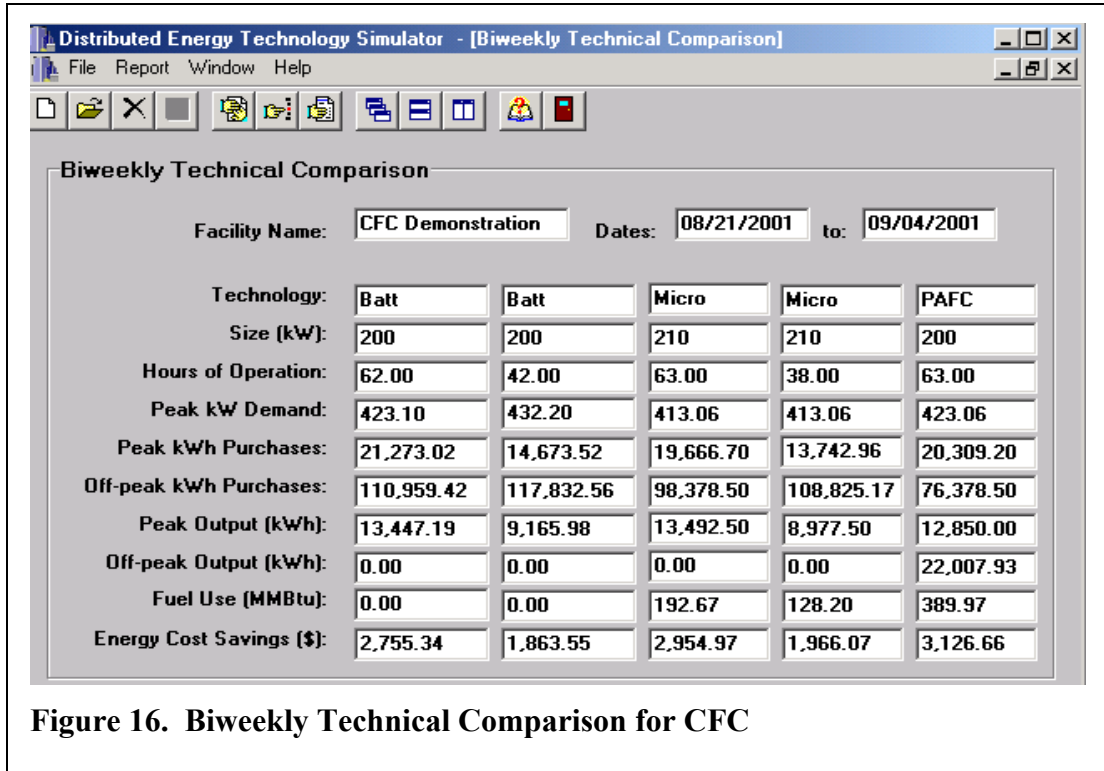 Distributed Energy Technology Simulator - [Biweekly Technical Comparison]
File Report Window Help
Biweekly Technical Comparison
Facility Name: CFC Demonstration Dates: 08/21/2001 to: 09/04/2001
Technology: Batt Batt Micro Micro PAFC
Size (kW): 200 200 210 210 200
Hours of Operation: 62.00 42.00 63.00 38.00 63.00
Peak kW Demand: 423.10 432.20 413.06 413.06 423.06
Peak kWh Purchases: 21,273.02 14,673.52 19,666.70 13,742.96 20,309.20
Off-peak kWh Purchases: 110,959.42 117,832.56 98,378.50 108,825.17 76,378.50
Peak Output (kWh): 13,447.19 9,165.98 13,492.50 8,977.50 12,850.00
Off-peak Output (kWh): 0.00 0.00 0.00 0.00 22,007.93
Fuel Use (MMBtu): 0.00 0.00 192.67 128.20 389.97
Energy Cost Savings ($): 2,755.34 1,863.55 2,954.97 1,966.07 3,126.66
Figure 16. Biweekly Technical Comparison for CFC